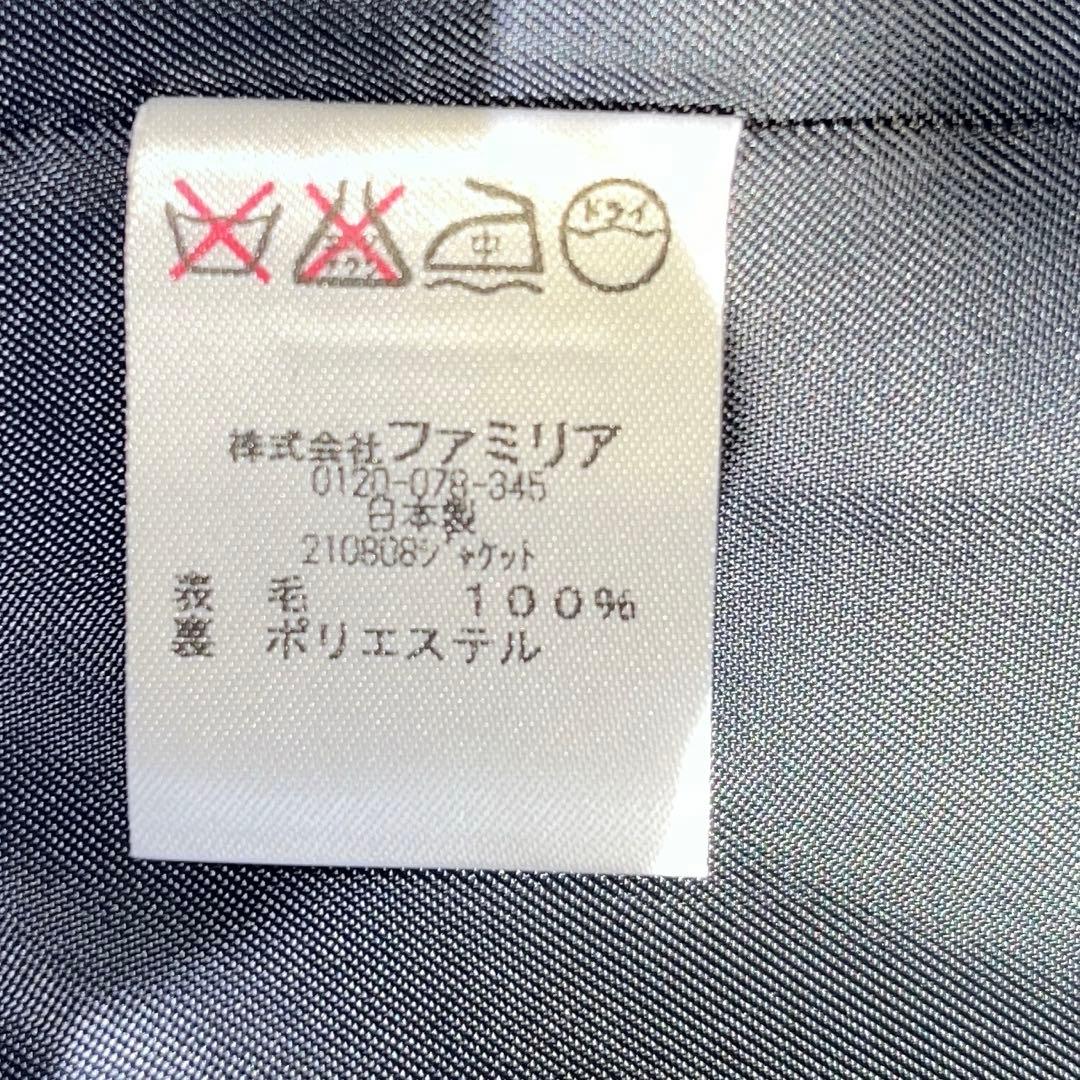 中 ドライ
株式会社ファミリア
0120-078-345
日本製
210808ジャケット
表 毛 100%
裏 ポリエステル